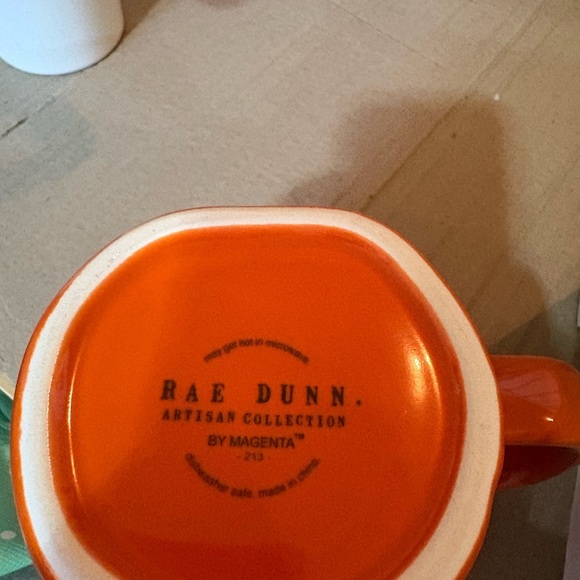 may get hot in microwave.
RAE DUNN.
ARTISAN COLLECTION
BY MAGENTA™
- 213 -
dishwasher safe. made in china.